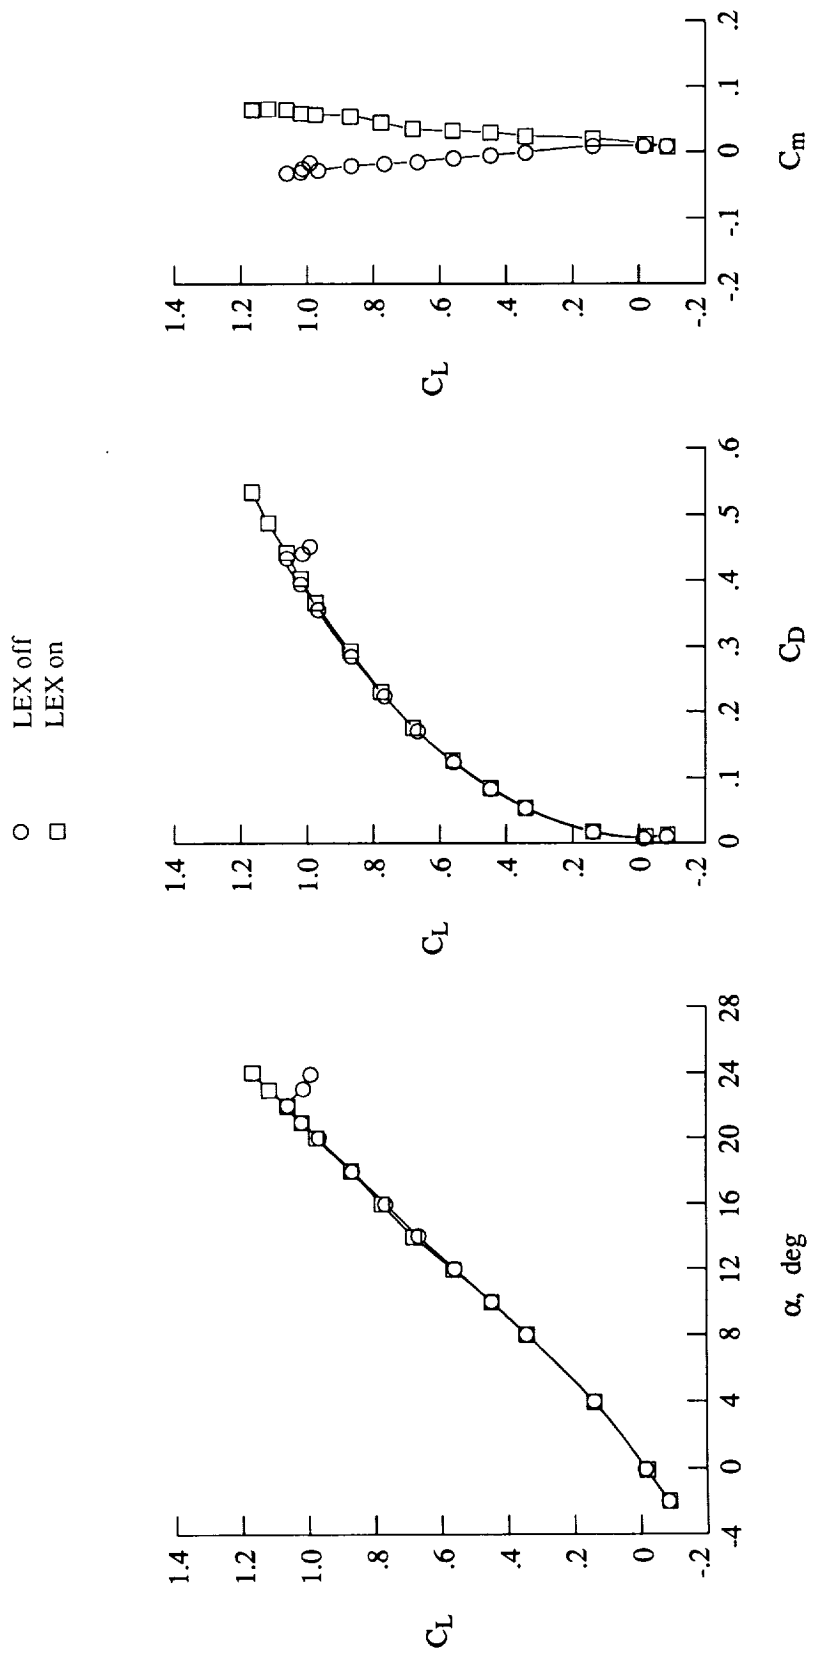 LEX off
LEX on
C_L
1.4
1.2
1.0
.8
.6
.4
.2
0
-.2
-4 0 4 8 12 16 20 24 28
α, deg
C_L
1.4
1.2
1.0
.8
.6
.4
.2
0
-.2
0 .1 .2 .3 .4 .5 .6
C_D
C_L
1.4
1.2
1.0
.8
.6
.4
.2
0
-.2
-.2 -.1 0 .1 .2
C_m